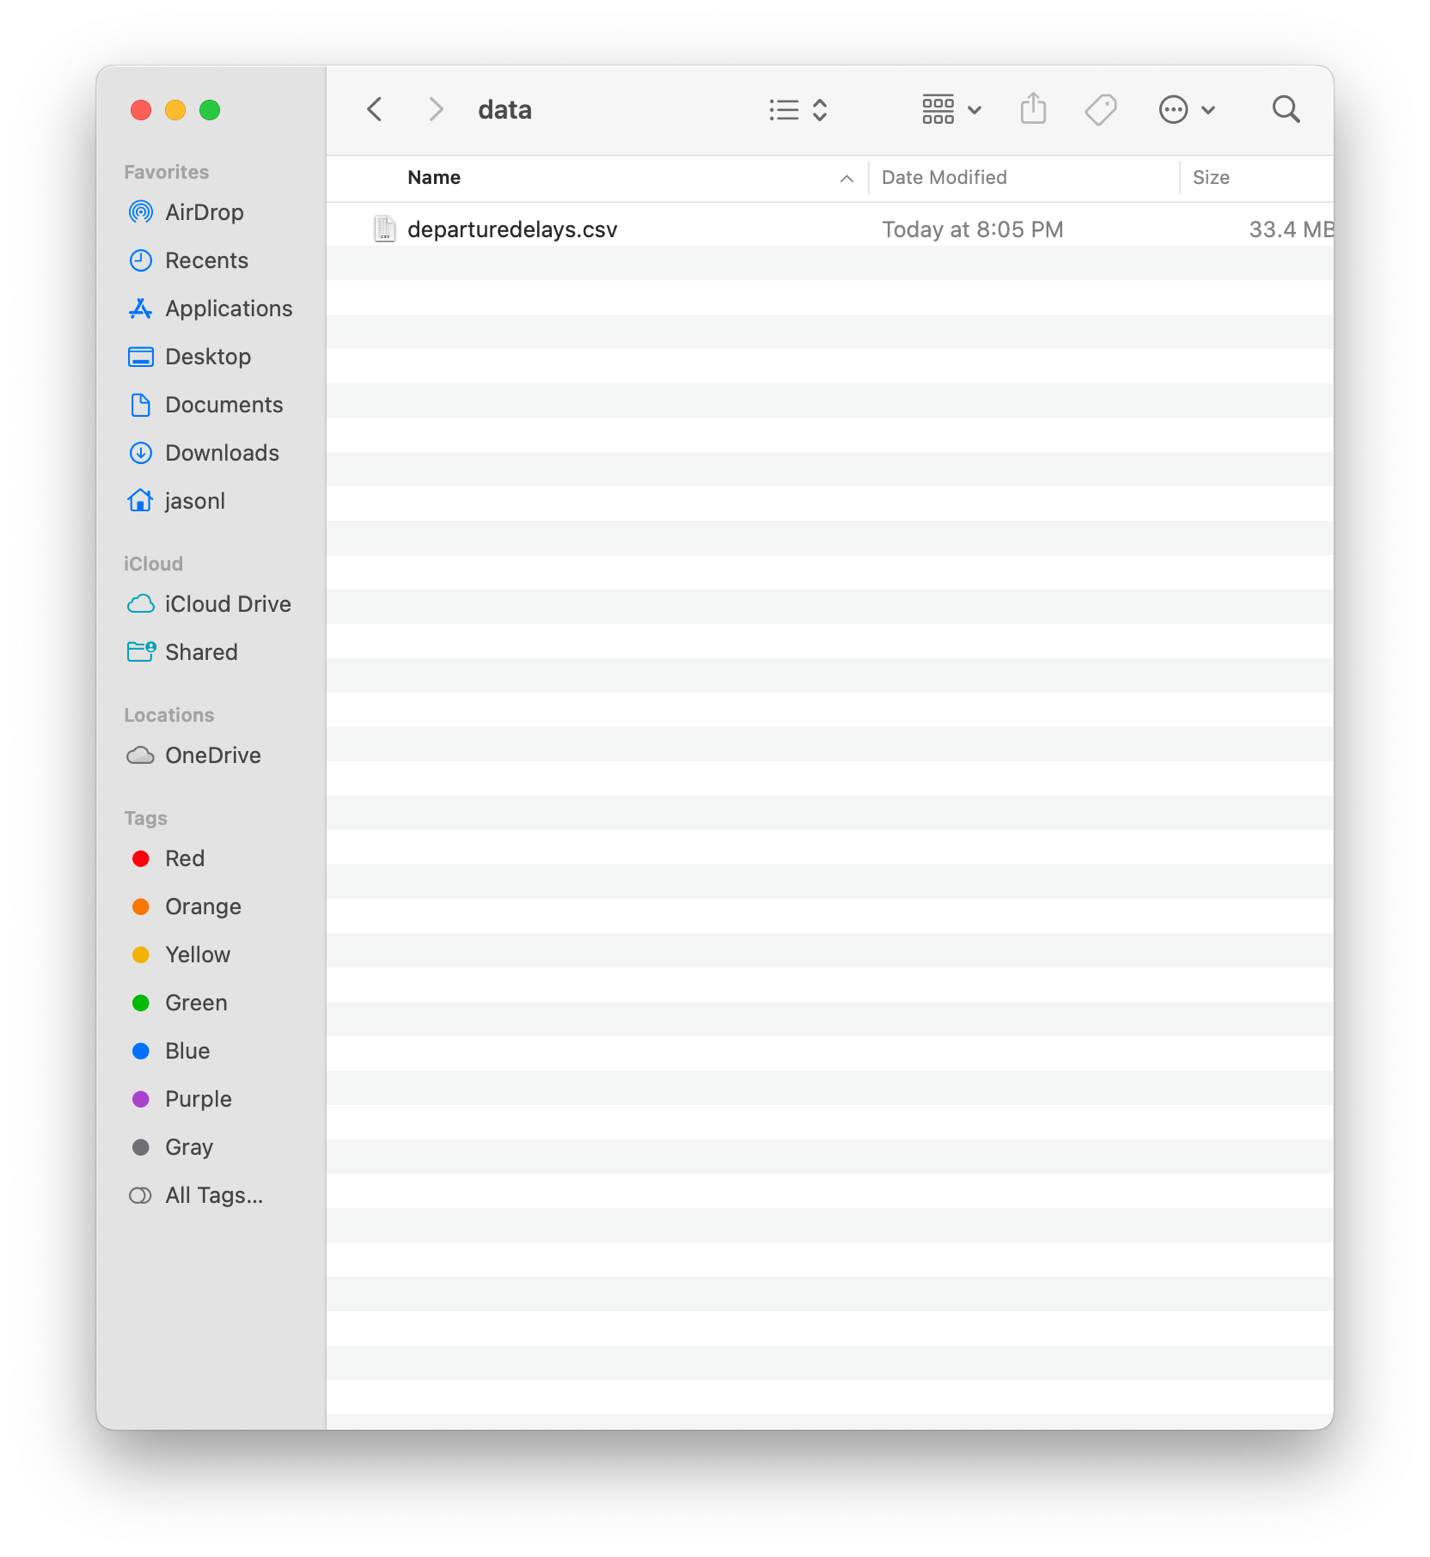 data
Favorites
AirDrop
Recents
Applications
Desktop
Documents
Downloads
jasonl
iCloud
iCloud Drive
Shared
Locations
OneDrive
Tags
Red
Orange
Yellow
Green
Blue
Purple
Gray
All Tags...
Name Date Modified Size
departuredelays.csv Today at 8:05 PM 33.4 MB